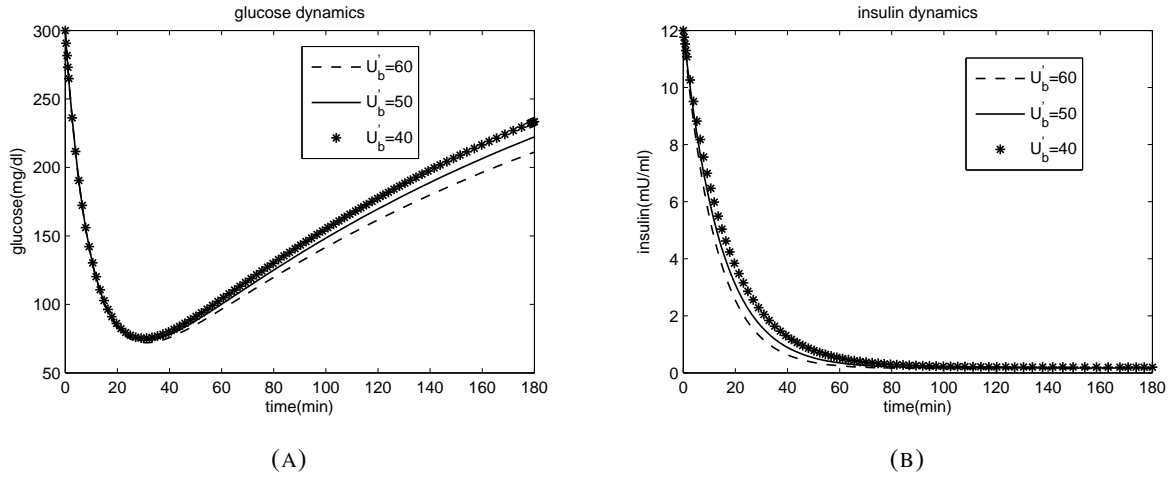 glucose dynamics
300
250
200
150
100
50
glucose(mg/dl)
0 20 40 60 80 100 120 140 160 180
time(min)
U'b=60
U'b=50
U'b=40
(A)
insulin dynamics
12
10
8
6
4
2
0
insulin(mU/ml)
0 20 40 60 80 100 120 140 160 180
time(min)
U'b=60
U'b=50
U'b=40
(B)